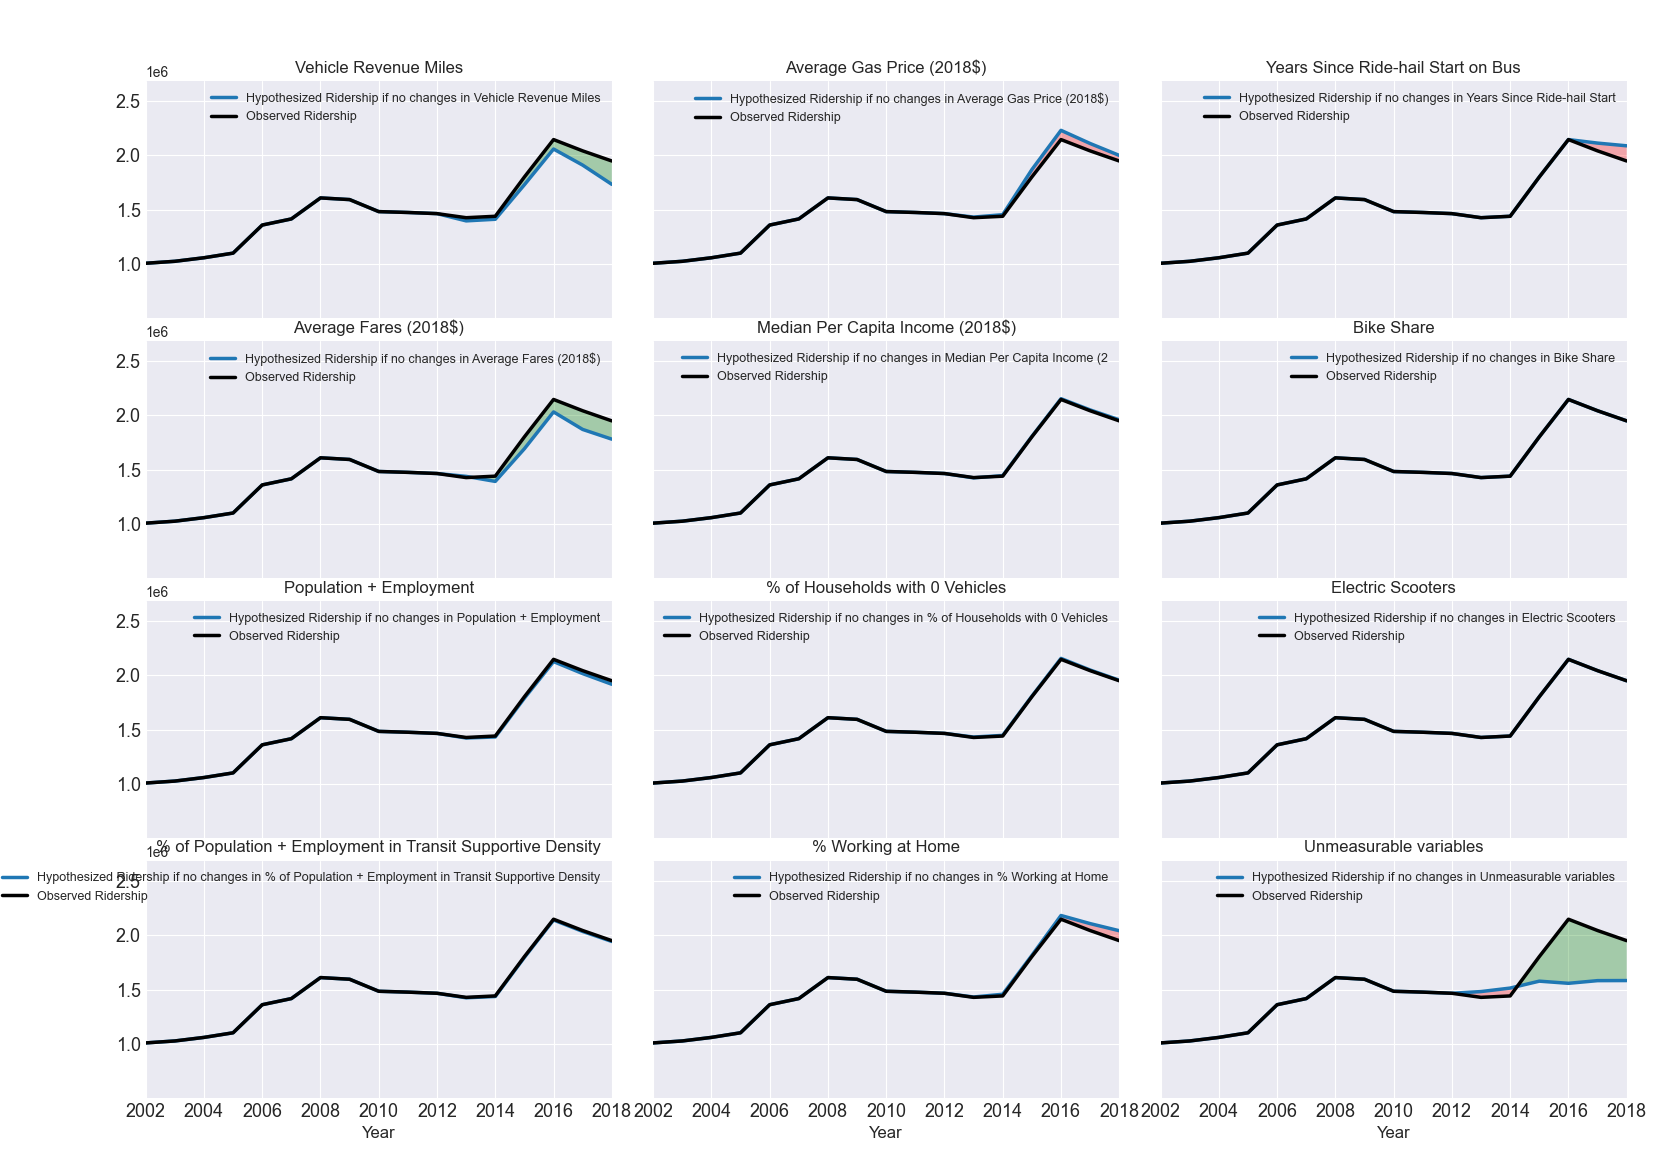 Vehicle Revenue Miles
1e6
Hypothesized Ridership if no changes in Vehicle Revenue Miles
Observed Ridership
2.5
2.0
1.5
1.0
Average Gas Price (2018$)
Hypothesized Ridership if no changes in Average Gas Price (2018$)
Observed Ridership
Years Since Ride-hail Start on Bus
Hypothesized Ridership if no changes in Years Since Ride-hail Start
Observed Ridership
Average Fares (2018$)
1e6
Hypothesized Ridership if no changes in Average Fares (2018$)
Observed Ridership
2.5
2.0
1.5
1.0
Median Per Capita Income (2018$)
Hypothesized Ridership if no changes in Median Per Capita Income (2
Observed Ridership
Bike Share
Hypothesized Ridership if no changes in Bike Share
Observed Ridership
Population + Employment
1e6
Hypothesized Ridership if no changes in Population + Employment
Observed Ridership
2.5
2.0
1.5
1.0
% of Households with 0 Vehicles
Hypothesized Ridership if no changes in % of Households with 0 Vehicles
Observed Ridership
Electric Scooters
Hypothesized Ridership if no changes in Electric Scooters
Observed Ridership
% of Population + Employment in Transit Supportive Density
1e6
Hypothesized Ridership if no changes in % of Population + Employment in Transit Supportive Density
Observed Ridership
2.5
2.0
1.5
1.0
2002 2004 2006 2008 2010 2012 2014 2016 2018
Year
% Working at Home
Hypothesized Ridership if no changes in % Working at Home
Observed Ridership
2002 2004 2006 2008 2010 2012 2014 2016 2018
Year
Unmeasurable variables
Hypothesized Ridership if no changes in Unmeasurable variables
Observed Ridership
2002 2004 2006 2008 2010 2012 2014 2016 2018
Year